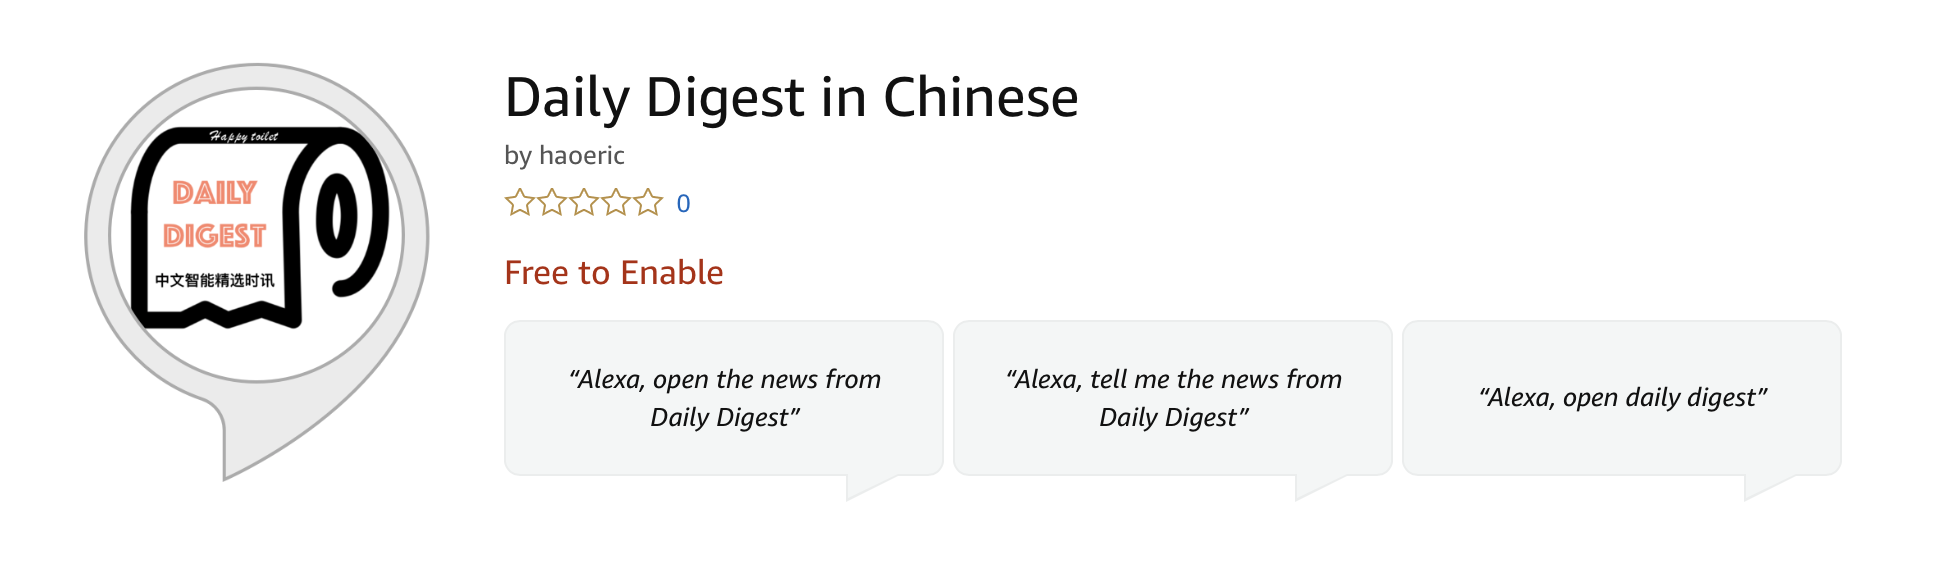 Happy toilet
DAILY
DIGEST
中文智能精选时讯
Daily Digest in Chinese
by haoeric
0
Free to Enable
“Alexa, open the news from
Daily Digest”
“Alexa, tell me the news from
Daily Digest”
“Alexa, open daily digest”